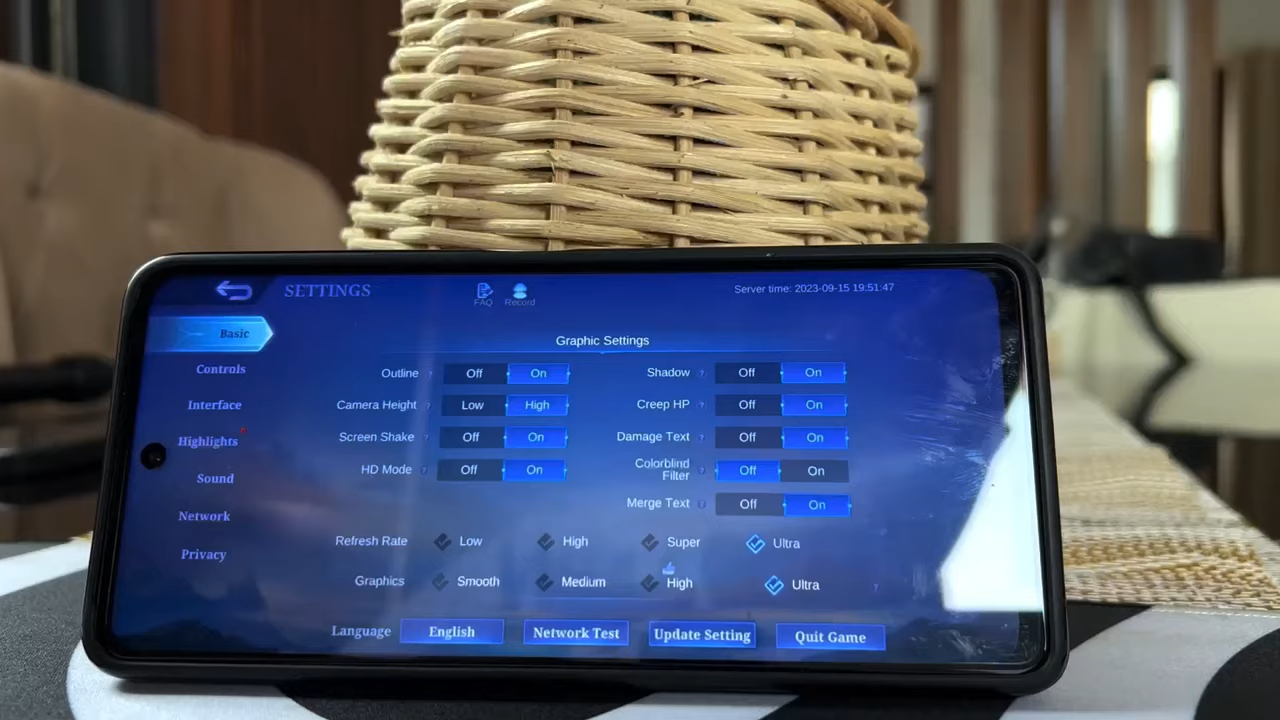 SETTINGS
FAQ
Record
Server time: 2023-09-15 19:51:47
Basic
Controls
Interface
Highlights
Sound
Network
Privacy
Graphic Settings
Outline ? Off On
Shadow ? Off On
Camera Height ? Low High
Creep HP ? Off On
Screen Shake ? Off On
Damage Text ? Off On
HD Mode ? Off On
Colorblind
Filter ? Off On
Merge Text ? Off On
Refresh Rate Low High Super Ultra
Graphics Smooth Medium High Ultra ?
Language English Network Test Update Setting Quit Game